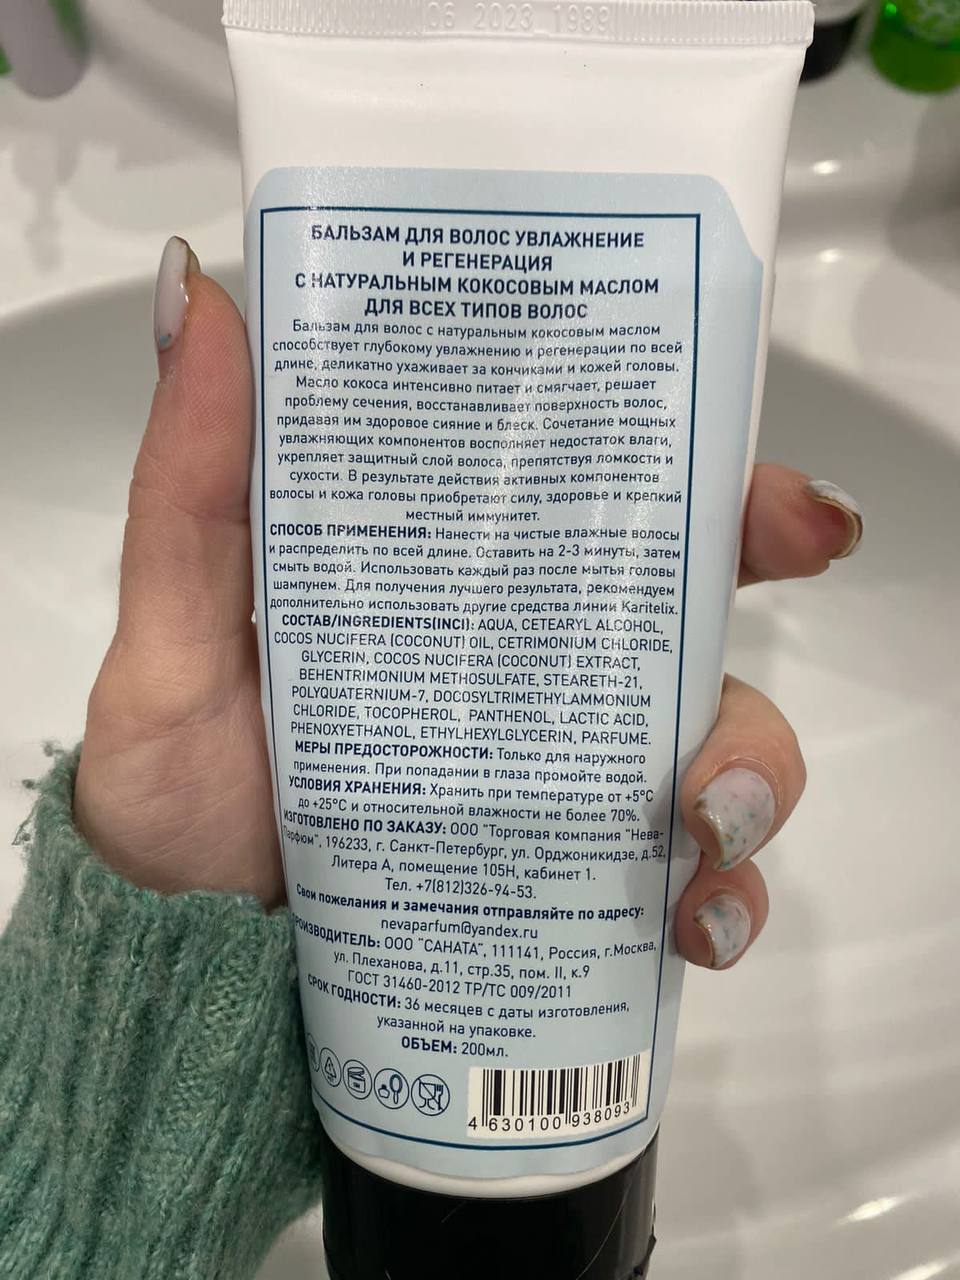 06 2023 1989
БАЛЬЗАМ ДЛЯ ВОЛОС УВЛАЖНЕНИЕ
И РЕГЕНЕРАЦИЯ
С НАТУРАЛЬНЫМ КОКОСОВЫМ МАСЛОМ
ДЛЯ ВСЕХ ТИПОВ ВОЛОС
Бальзам для волос с натуральным кокосовым маслом
способствует глубокому увлажнению и регенерации по всей
длине, деликатно ухаживает за кончиками и кожей головы.
Масло кокоса интенсивно питает и смягчает, решает
проблему сечения, восстанавливает поверхность волос,
придавая им здоровое сияние и блеск. Сочетание мощных
увлажняющих компонентов восполняет недостаток влаги,
укрепляет защитный слой волоса, препятствуя ломкости и
сухости. В результате действия активных компонентов
волосы и кожа головы приобретают силу, здоровье и крепкий
местный иммунитет.
СПОСОБ ПРИМЕНЕНИЯ: Нанести на чистые влажные волосы
и распределить по всей длине. Оставить на 2-3 минуты, затем
смыть водой. Использовать каждый раз после мытья головы
шампунем. Для получения лучшего результата, рекомендуем
дополнительно использовать другие средства линии Karitelix.
СОСТАВ/INGREDIENTS(INCI): AQUA, CETEARYL ALCOHOL,
COCOS NUCIFERA (COCONUT) OIL, CETRIMONIUM CHLORIDE,
GLYCERIN, COCOS NUCIFERA (COCONUT) EXTRACT,
BEHENTRIMONIUM METHOSULFATE, STEARETH-21,
POLYQUATERNIUM-7, DOCOSYLTRIMETHYLAMMONIUM
CHLORIDE, TOCOPHEROL, PANTHENOL, LACTIC ACID,
PHENOXYETHANOL, ETHYLHEXYLGLYCERIN, PARFUME.
МЕРЫ ПРЕДОСТОРОЖНОСТИ: Только для наружного
применения. При попадании в глаза промойте водой.
УСЛОВИЯ ХРАНЕНИЯ: Хранить при температуре от +5°С
до +25°С и относительной влажности не более 70%.
ИЗГОТОВЛЕНО ПО ЗАКАЗУ: ООО "Торговая компания "Нева-
Парфюм", 196233, г. Санкт-Петербург, ул. Орджоникидзе, д.52,
Литера А, помещение 105Н, кабинет 1.
Тел. +7(812)326-94-53.
Свои пожелания и замечания отправляйте по адресу:
nevaparfum@yandex.ru
ПРОИЗВОДИТЕЛЬ: ООО "САНАТА", 111141, Россия, г.Москва,
ул. Плеханова, д.11, стр.35, пом. II, к.9
ГОСТ 31460-2012 ТР/ТС 009/2011
СРОК ГОДНОСТИ: 36 месяцев с даты изготовления,
указанной на упаковке.
ОБЪЕМ: 200мл.
4 630100 938093